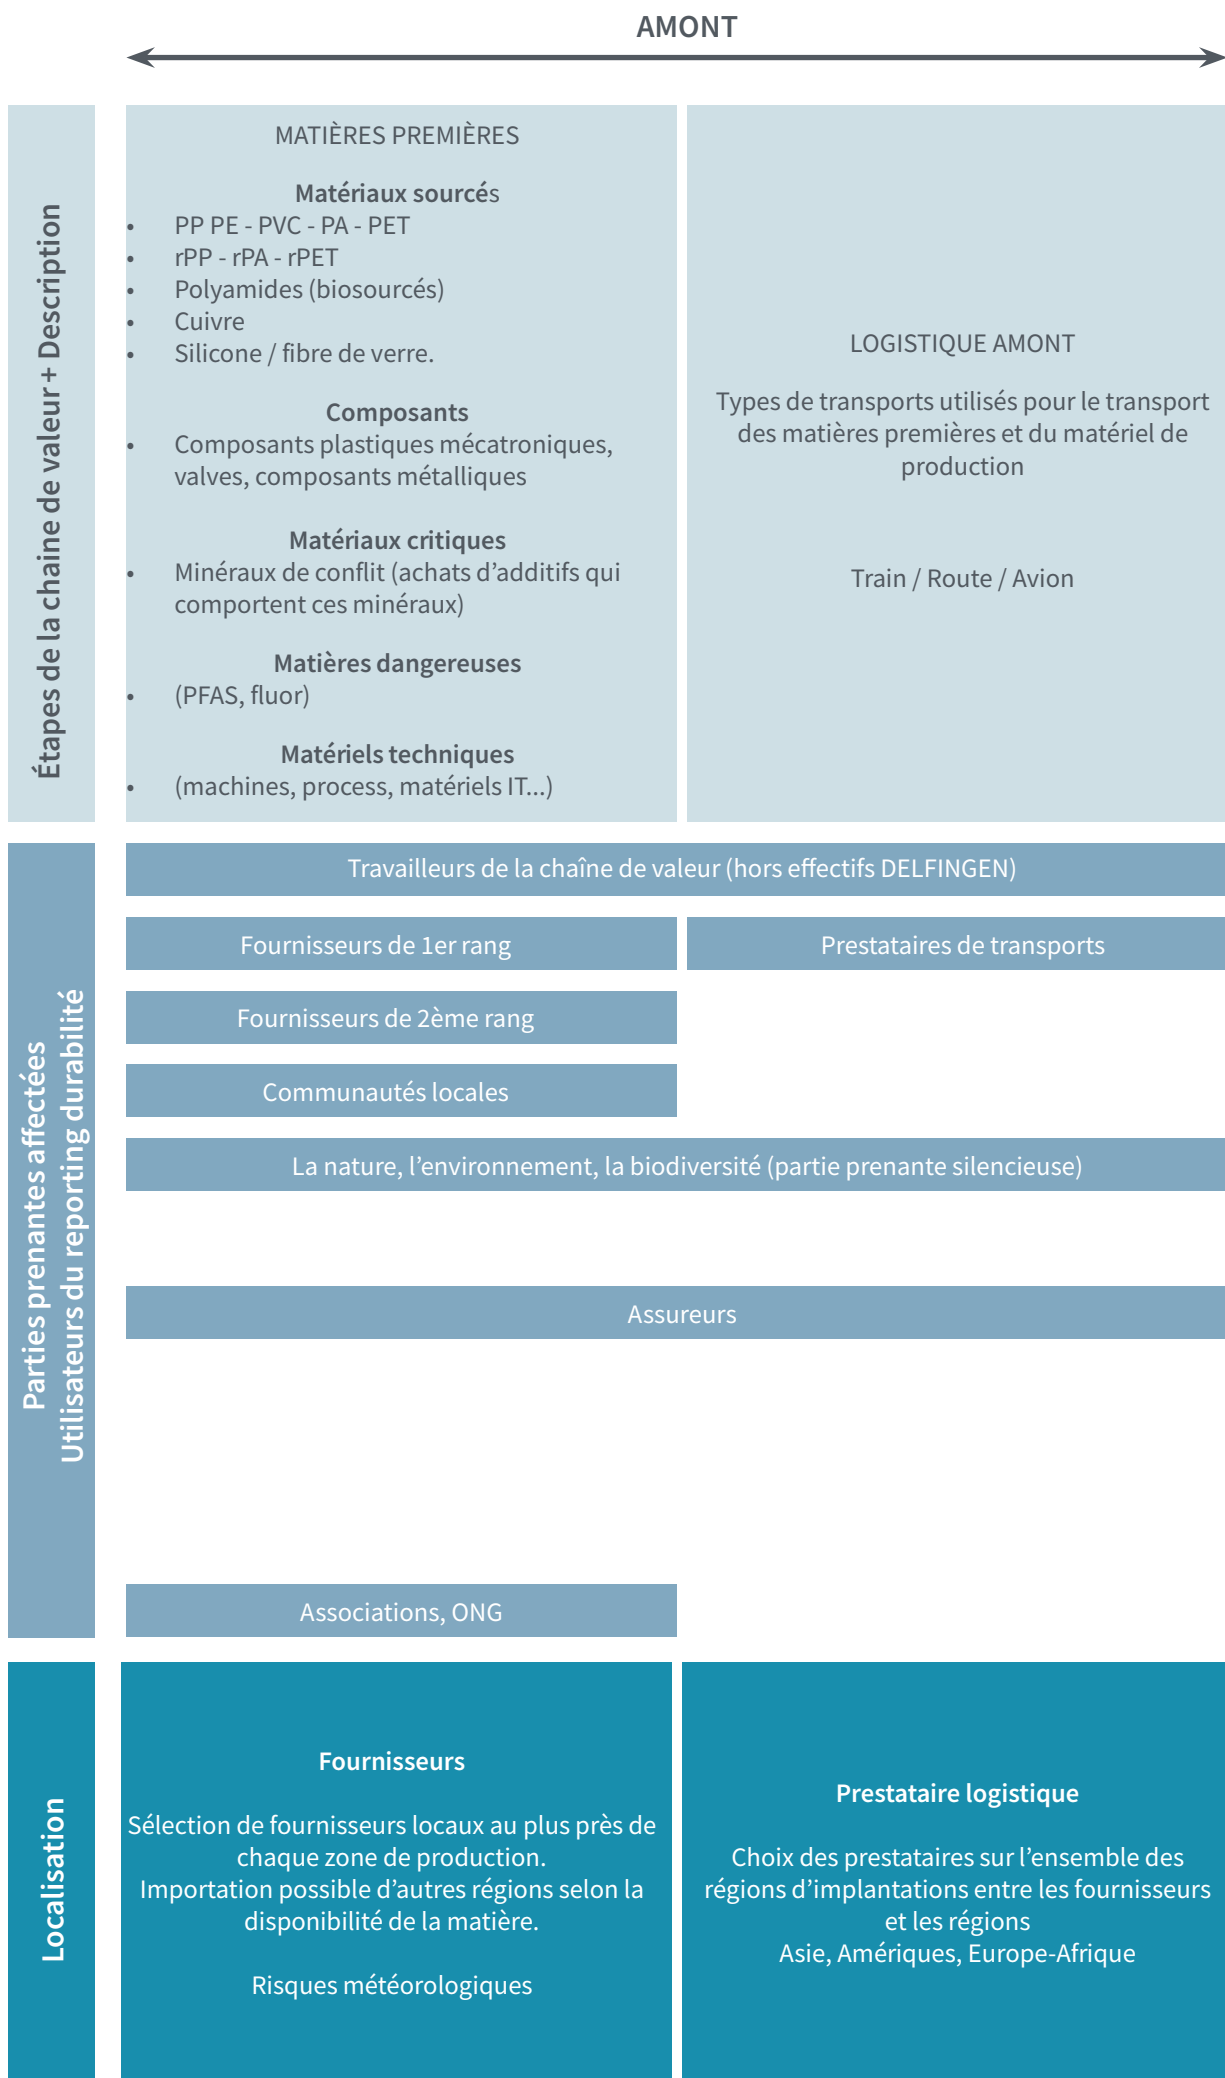 AMONT
Étapes de la chaine de valeur + Description
MATIÈRES PREMIÈRES
Matériaux sourcés
• PP PE - PVC - PA - PET
• rPP - rPA - rPET
• Polyamides (biosourcés)
• Cuivre
• Silicone / fibre de verre.
Composants
• Composants plastiques mécatroniques,
valves, composants métalliques
Matériaux critiques
• Minéraux de conflit (achats d’additifs qui
comportent ces minéraux)
Matières dangereuses
• (PFAS, fluor)
Matériels techniques
• (machines, process, matériels IT...)
LOGISTIQUE AMONT
Types de transports utilisés pour le transport
des matières premières et du matériel de
production
Train / Route / Avion
Parties prenantes affectées
Utilisateurs du reporting durabilité
Travailleurs de la chaîne de valeur (hors effectifs DELFINGEN)
Fournisseurs de 1er rang
Prestataires de transports
Fournisseurs de 2ème rang
Communautés locales
La nature, l’environnement, la biodiversité (partie prenante silencieuse)
Assureurs
Associations, ONG
Localisation
Fournisseurs
Sélection de fournisseurs locaux au plus près de
chaque zone de production.
Importation possible d’autres régions selon la
disponibilité de la matière.
Risques météorologiques
Prestataire logistique
Choix des prestataires sur l’ensemble des
régions d’implantations entre les fournisseurs
et les régions
Asie, Amériques, Europe-Afrique